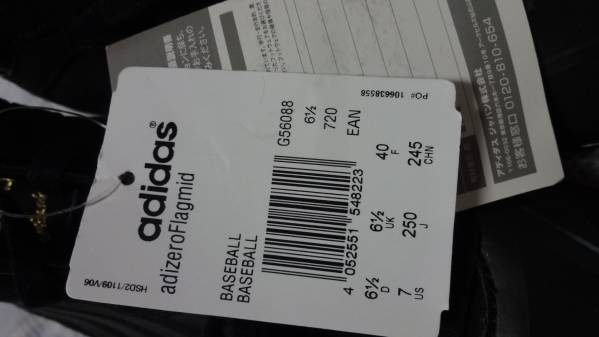 adidas®
adizeroFlagmid
BASEBALL
BASEBALL
HSD2/1109/V06
G56088
6½
720
EAN
4 052551 548223
40 F
245 CHN
6½ UK
250 J
6½ D
7 US
PO# 106638558
アディダス ジャパン株式会社
お客様窓口 0120-810-654